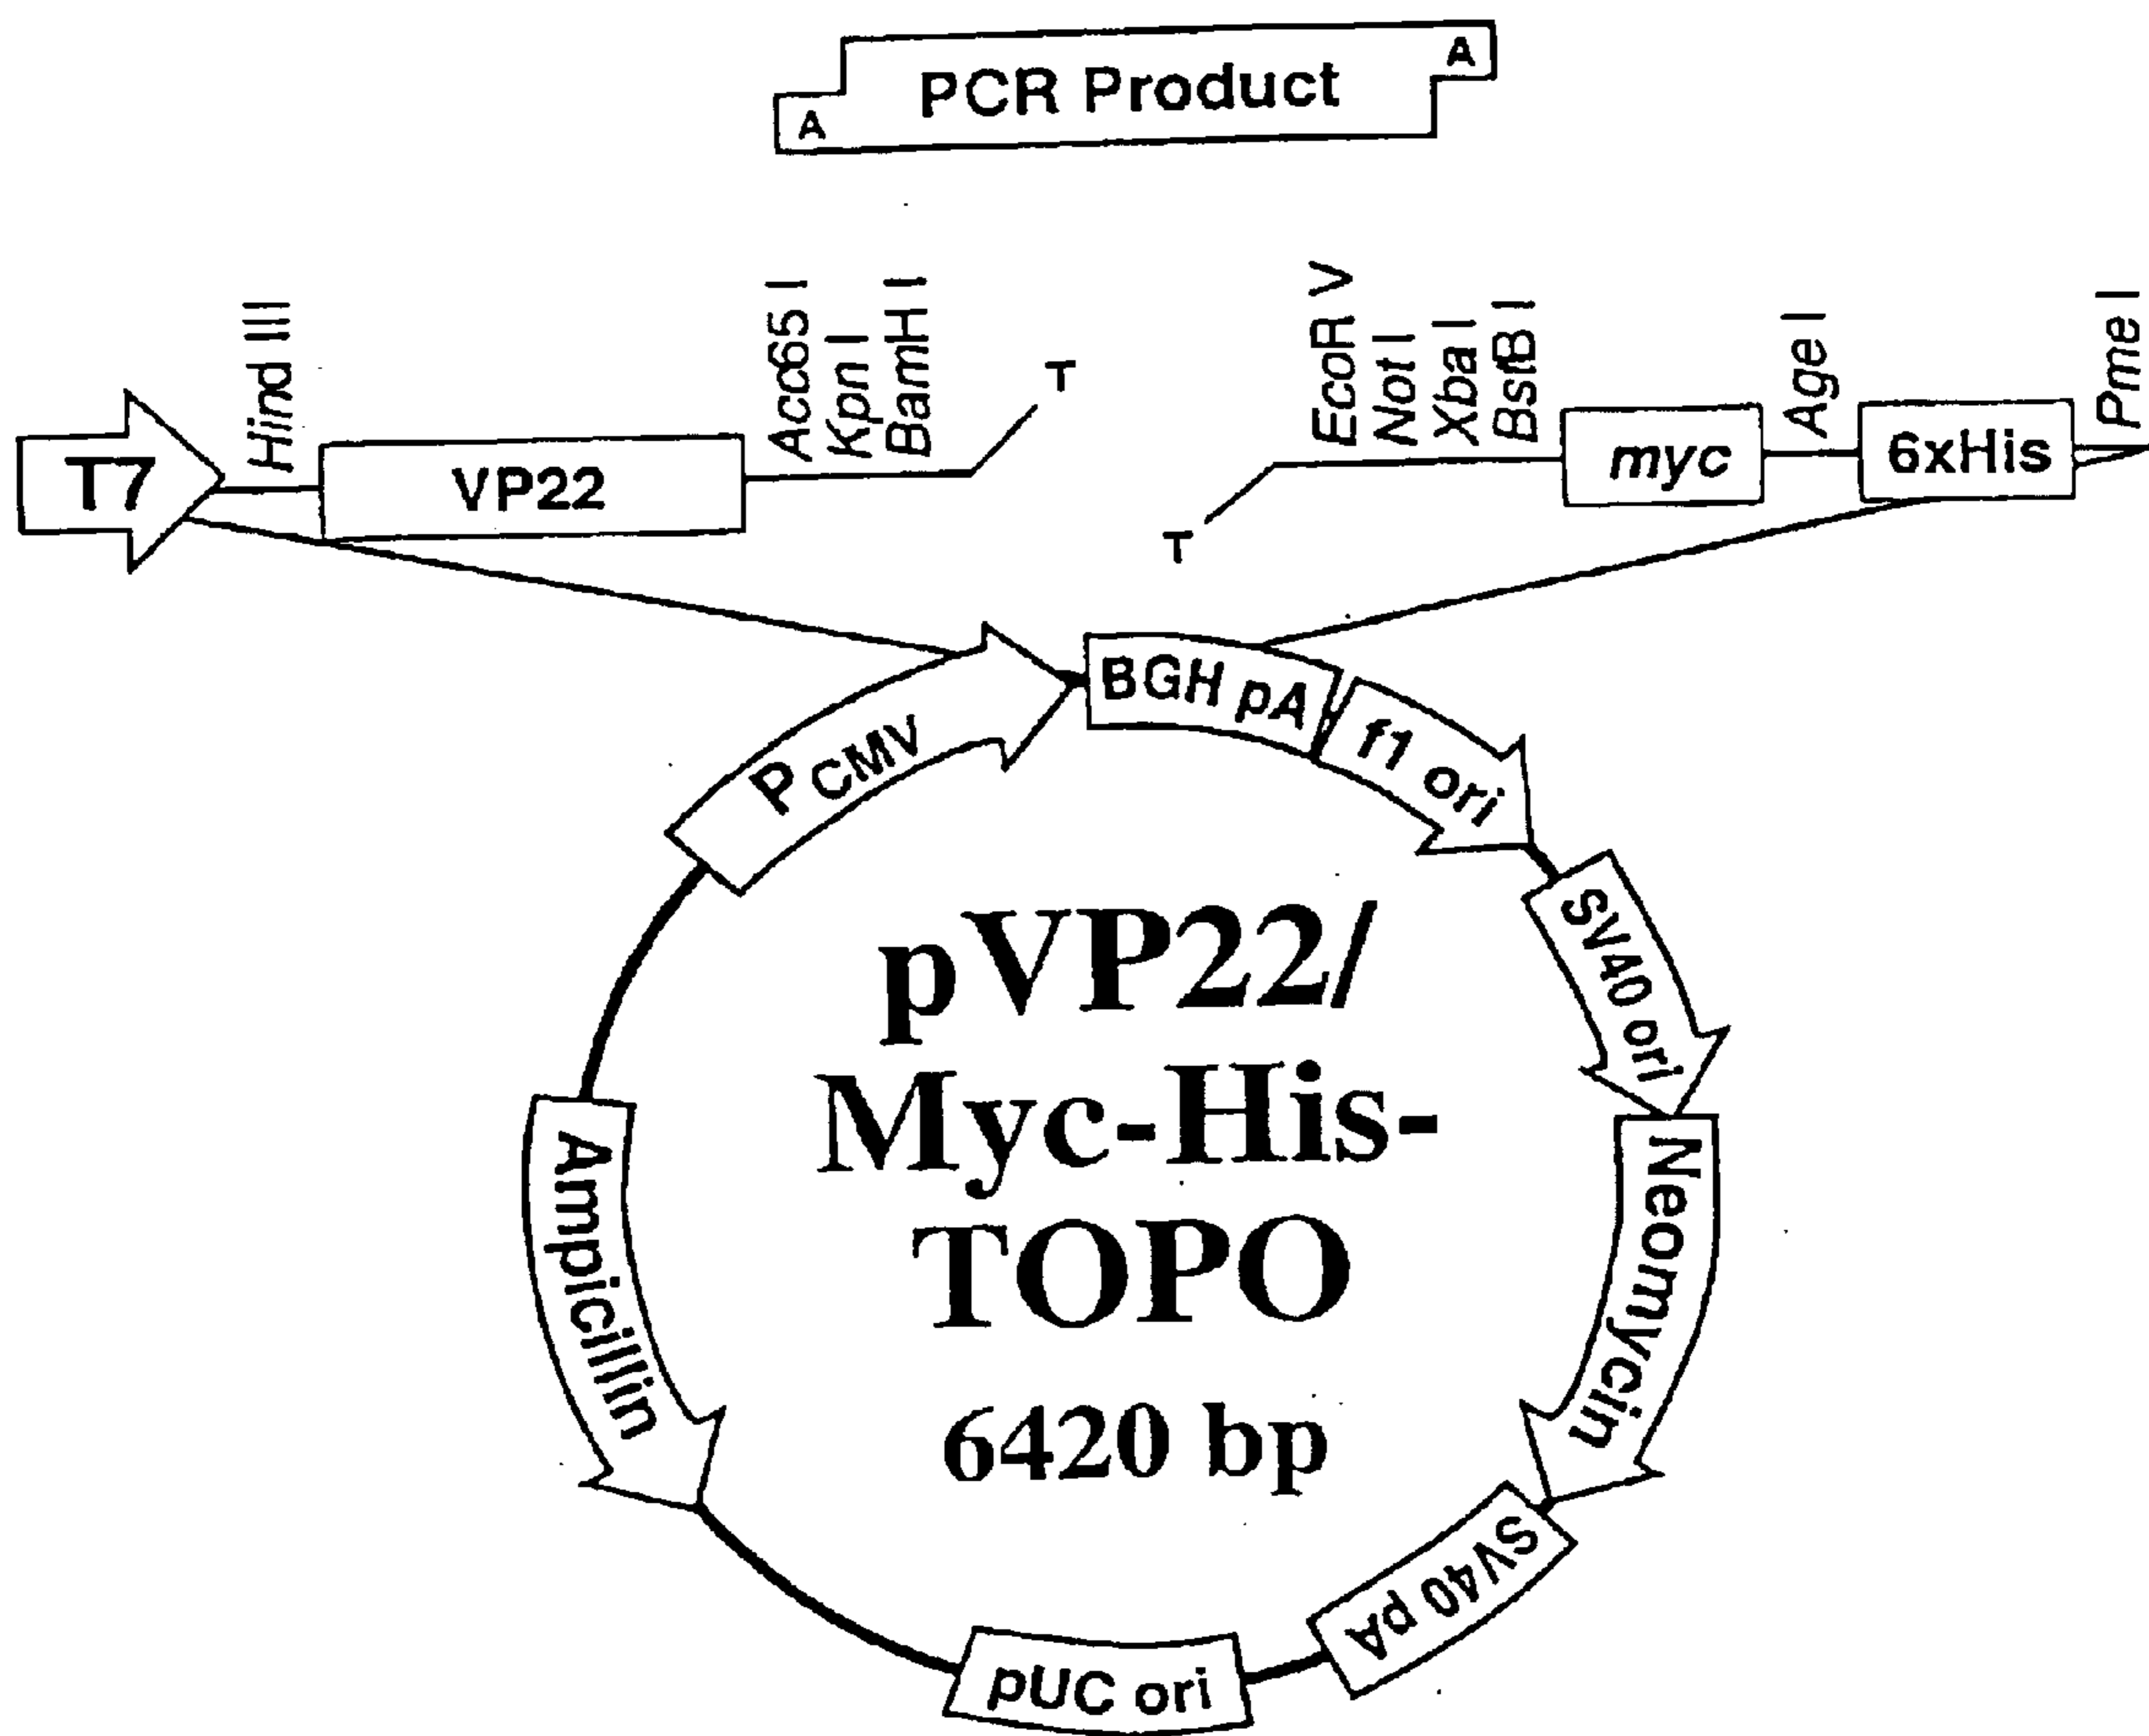 PCR Product
A
A
Hind III
Acc65 I
Kpn I
BamH I
T
EcoR V
Not I
Xba I
BstB I
Age I
Pme I
T7
VP22
T
myc
6xHis
P CMV
BGH pA
f1 ori
SV40 ori
Neomycin
SV40 pA
pUC ori
Ampicillin
pVP22/
Myc-His-
TOPO
6420 bp